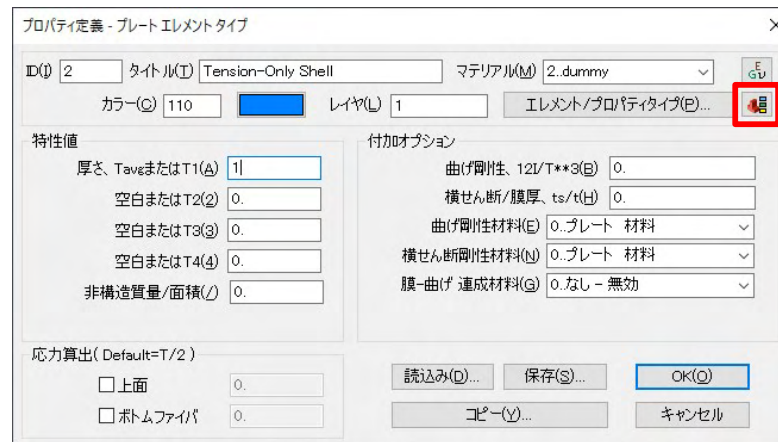 プロパティ定義 - プレート エレメント タイプ
ID(I) 2 タイトル(T) Tension-Only Shell マテリアル(M) 2..dummy
カラー(C) 110 レイヤ(L) 1 エレメント/プロパティタイプ(P)...
特性値
厚さ、TavgまたはT1(A) 1
空白またはT2(2) 0.
空白またはT3(3) 0.
空白またはT4(4) 0.
非構造質量/面積(/) 0.
付加オプション
曲げ剛性、12I/T**3(B) 0.
横せん断/膜厚、ts/t(H) 0.
曲げ剛性材料(E) 0..プレート 材料
横せん断剛性材料(N) 0..プレート 材料
膜-曲げ 連成材料(G) 0..なし - 無効
応力算出( Default=T/2 )
上面 0.
ボトムファイバ 0.
読込み(D)... 保存(S)... OK(O)
コピー(Y)... キャンセル